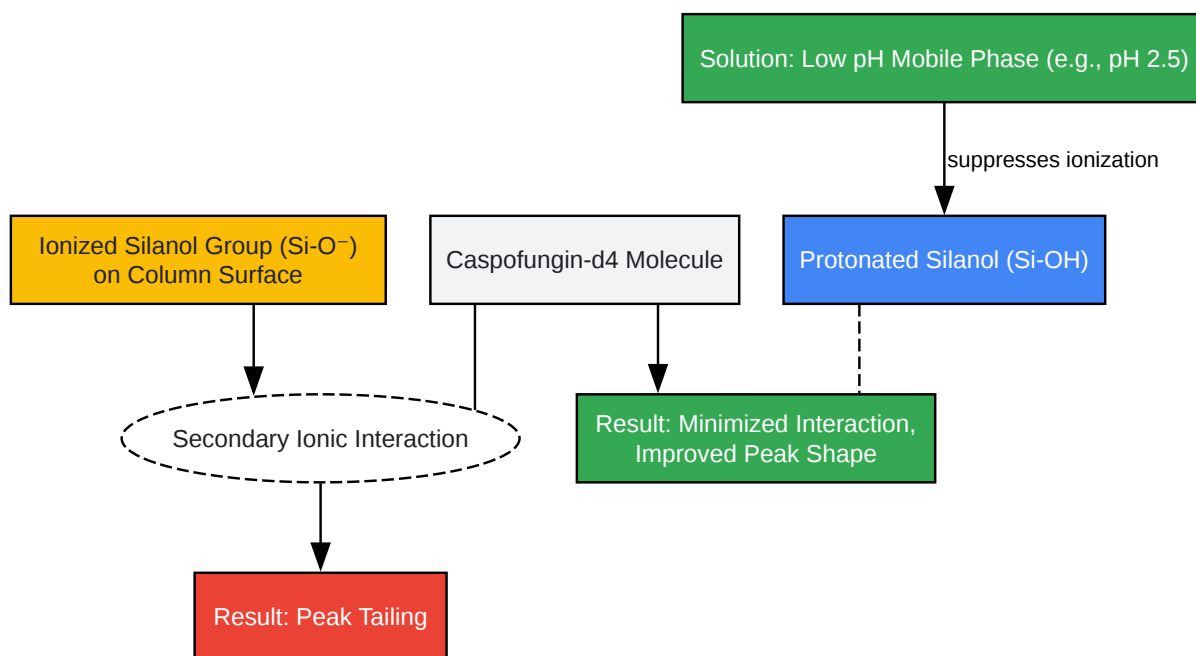 Solution: Low pH Mobile Phase (e.g., pH 2.5)
suppresses ionization
Ionized Silanol Group (Si-O⁻)
on Column Surface
Caspofungin-d4 Molecule
Protonated Silanol (Si-OH)
Secondary Ionic Interaction
Result: Minimized Interaction,
Improved Peak Shape
Result: Peak Tailing